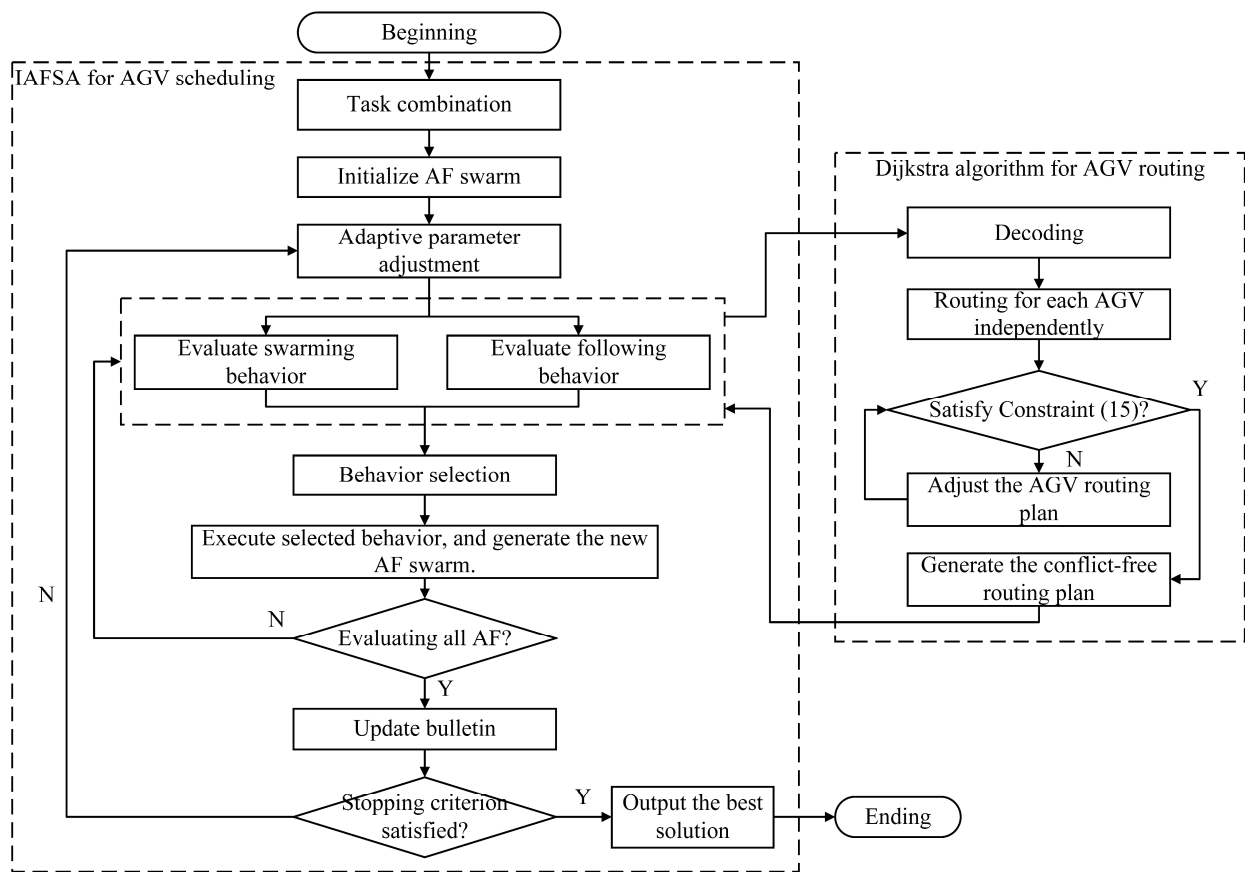 Beginning
IAFSA for AGV scheduling
Task combination
Initialize AF swarm
Adaptive parameter
adjustment
Evaluate swarming
behavior
Evaluate following
behavior
Behavior selection
Execute selected behavior, and generate the new
AF swarm.
N
Evaluating all AF?
N
Y
Update bulletin
Stopping criterion
satisfied?
Y
Output the best
solution
Ending
Dijkstra algorithm for AGV routing
Decoding
Routing for each AGV
independently
Y
Satisfy Constraint (15)?
N
Adjust the AGV routing
plan
Generate the conflict-free
routing plan